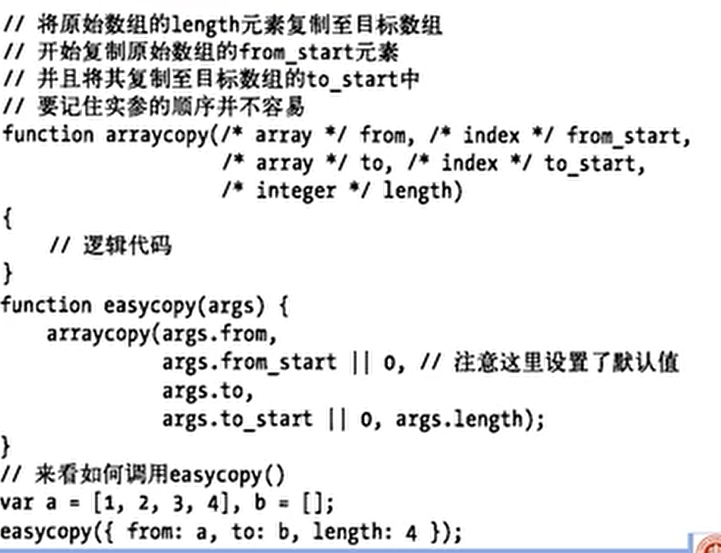 // 将原始数组的length元素复制至目标数组
// 开始复制原始数组的from_start元素
// 并且将其复制至目标数组的to_start中
// 要记住实参的顺序并不容易
function arraycopy(/* array */ from, /* index */ from_start,
                   /* array */ to, /* index */ to_start,
                   /* integer */ length)
{
    // 逻辑代码
}
function easycopy(args) {
    arraycopy(args.from,
              args.from_start || 0, // 注意这里设置了默认值
              args.to,
              args.to_start || 0, args.length);
}
// 来看如何调用easycopy()
var a = [1, 2, 3, 4], b = [];
easycopy({ from: a, to: b, length: 4 });